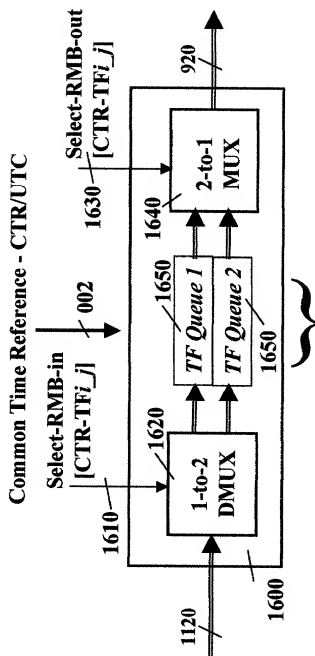 Common Time Reference - CTR/UTC
002
Select-RMB-in
[CTR-TFi_j]
1610
Select-RMB-out
[CTR-TFi_j]
1630
1120
1620
1-to-2
DMUX
1650
TF Queue 1
TF Queue 2
1650
1640
2-to-1
MUX
920
1600